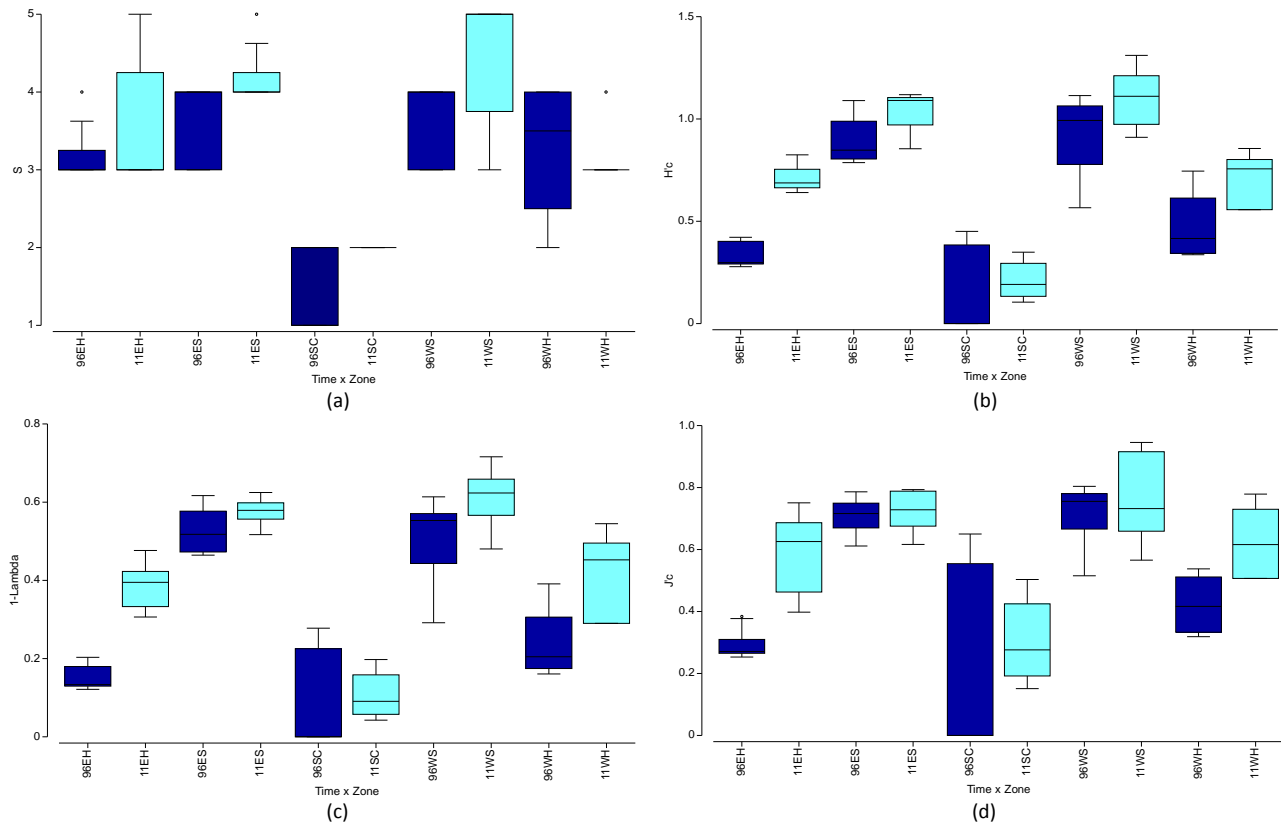 5
4
3
2
1
S
96EH
11EH
96ES
11ES
96SC
11SC
96WS
11WS
96WH
11WH
Time x Zone
(a)
1.5
1.0
0.5
0
H'c
96EH
11EH
96ES
11ES
96SC
11SC
96WS
11WS
96WH
11WH
Time x Zone
(b)
0.8
0.6
0.4
0.2
0
1-Lambda
96EH
11EH
96ES
11ES
96SC
11SC
96WS
11WS
96WH
11WH
Time x Zone
(c)
1.0
0.8
0.6
0.4
0.2
0
J'c
96EH
11EH
96ES
11ES
96SC
11SC
96WS
11WS
96WH
11WH
Time x Zone
(d)